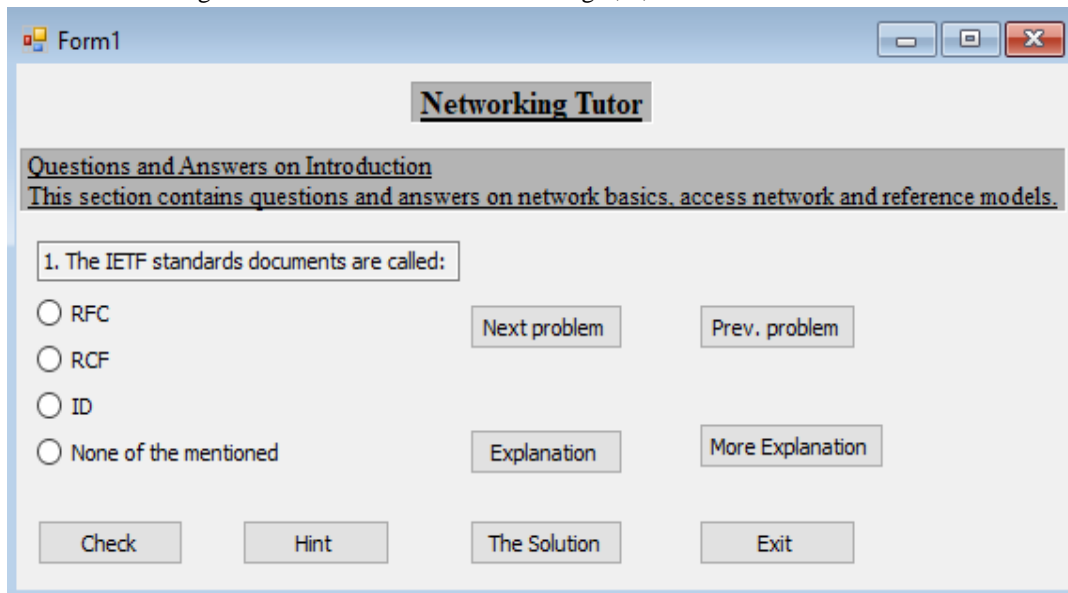 Form1
Networking Tutor
Questions and Answers on Introduction
This section contains questions and answers on network basics, access network and reference models.
1. The IETF standards documents are called:
RFC
Next problem
Prev. problem
RCF
ID
None of the mentioned
Explanation
More Explanation
Check
Hint
The Solution
Exit